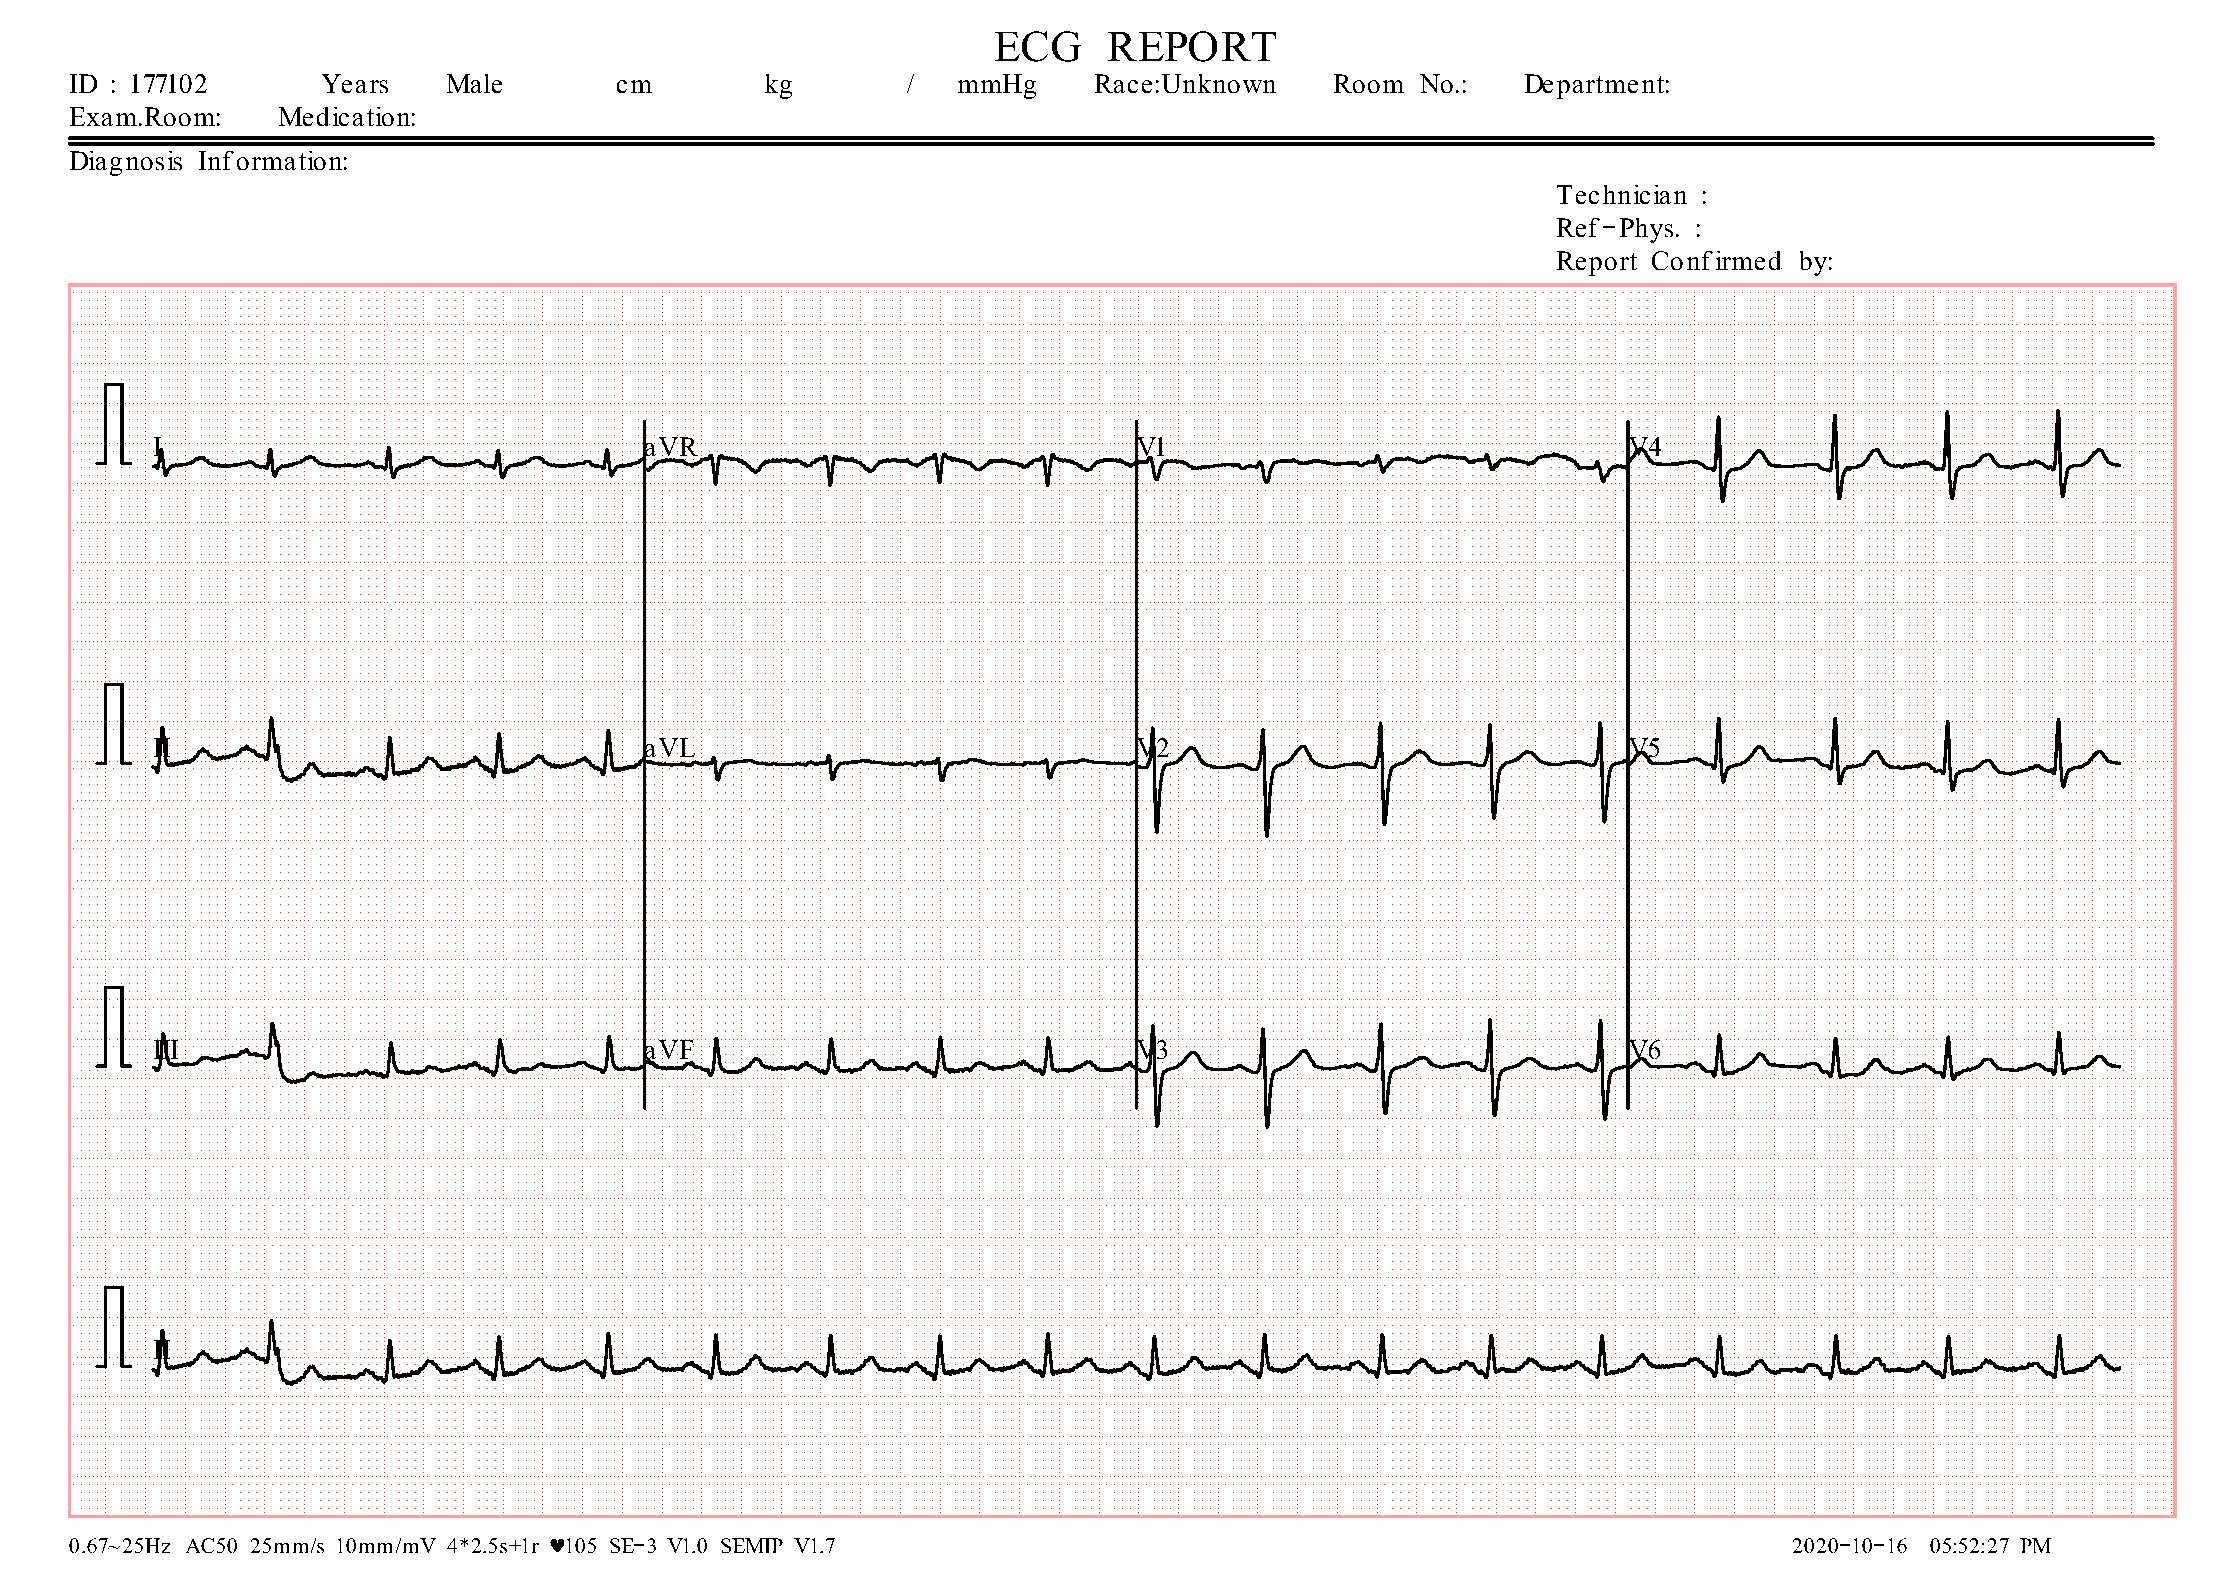 ECG REPORT
ID : 177102 Years Male cm kg / mmHg Race:Unknown Room No.: Department:
Exam.Room: Medication:
Diagnosis Information:
Technician :
Ref-Phys. :
Report Confirmed by:
I aVR V1 V4
II aVL V2 V5
III aVF V3 V6
II
0.67~25Hz AC50 25mm/s 10mm/mV 4*2.5s+1r ♥105 SE-3 V1.0 SEMIP V1.7
2020-10-16 05:52:27 PM